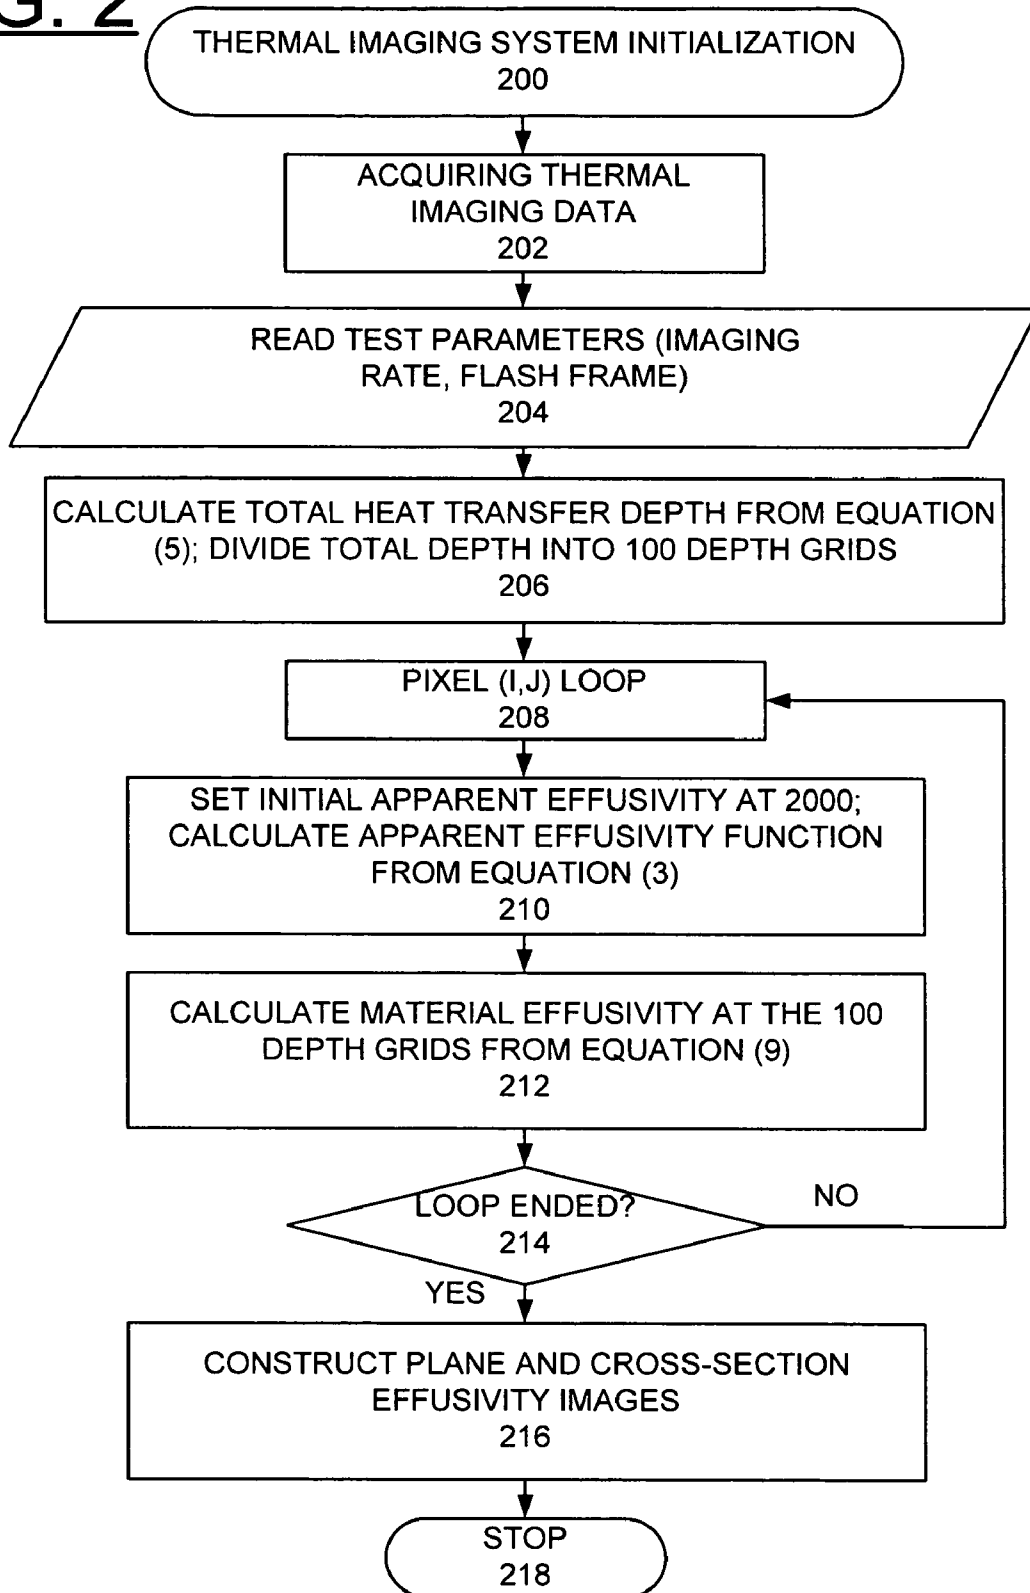 G. 2
THERMAL IMAGING SYSTEM INITIALIZATION
200
ACQUIRING THERMAL
IMAGING DATA
202
READ TEST PARAMETERS (IMAGING
RATE, FLASH FRAME)
204
CALCULATE TOTAL HEAT TRANSFER DEPTH FROM EQUATION
(5); DIVIDE TOTAL DEPTH INTO 100 DEPTH GRIDS
206
PIXEL (I,J) LOOP
208
SET INITIAL APPARENT EFFUSIVITY AT 2000;
CALCULATE APPARENT EFFUSIVITY FUNCTION
FROM EQUATION (3)
210
CALCULATE MATERIAL EFFUSIVITY AT THE 100
DEPTH GRIDS FROM EQUATION (9)
212
LOOP ENDED?
214
NO
YES
CONSTRUCT PLANE AND CROSS-SECTION
EFFUSIVITY IMAGES
216
STOP
218